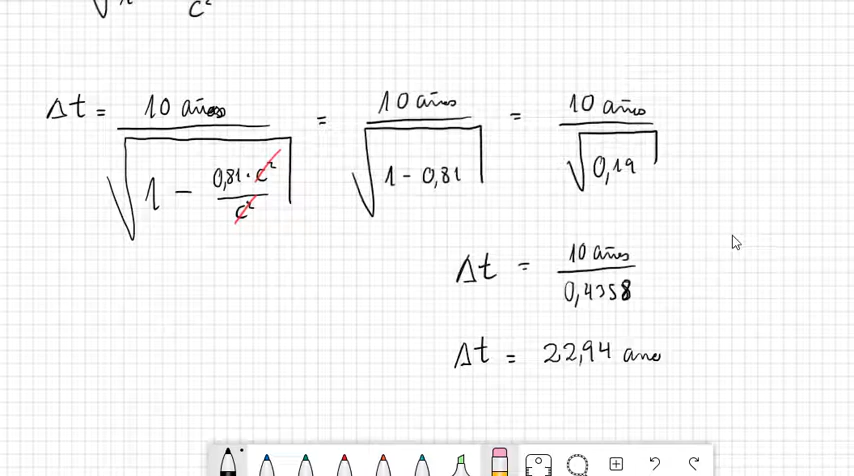 c²
Δt = 10 años / √(1 - 0,81·c²/c²) = 10 años / √(1 - 0,81) = 10 años / √0,19
Δt = 10 años / 0,4358
Δt = 22,94 año